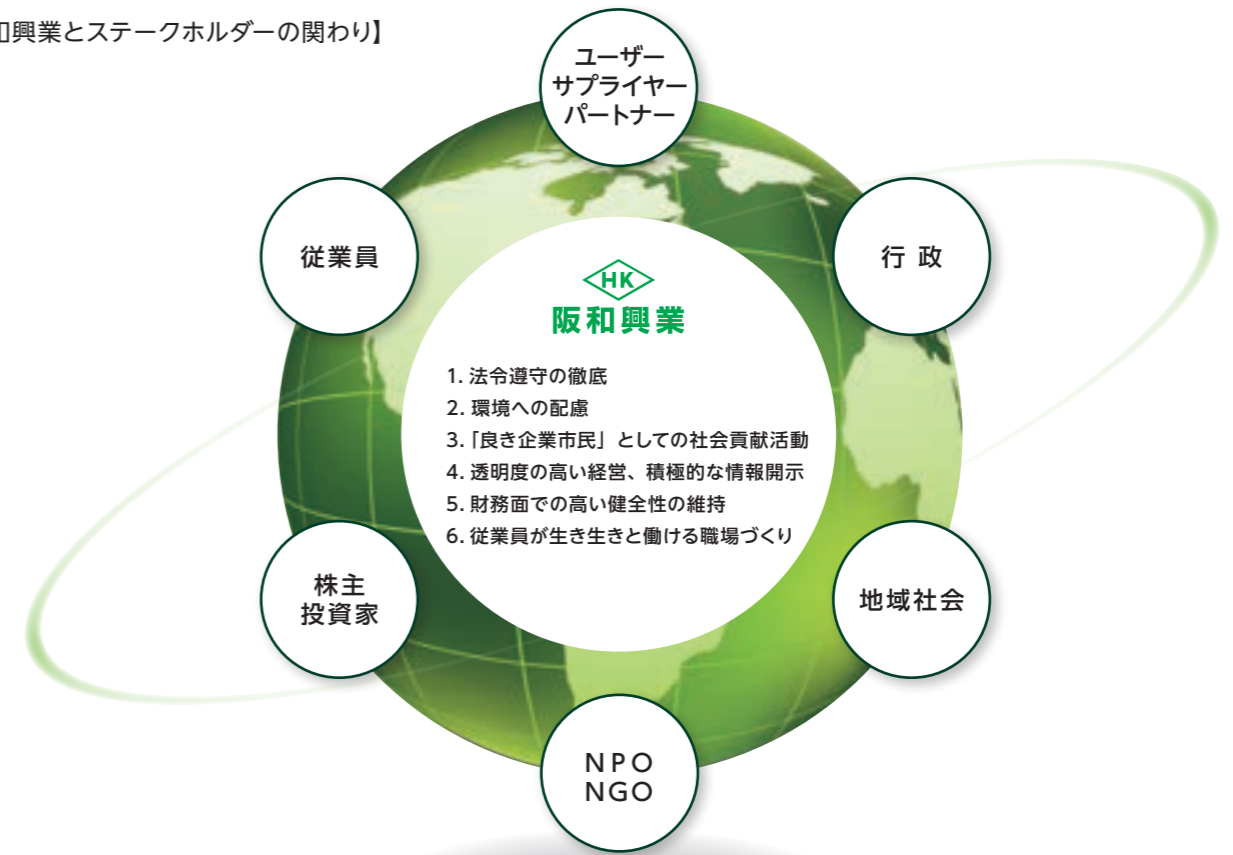 和興業とステークホルダーの関わり】
ユーザー
サプライヤー
パートナー
従業員
行 政
HK
阪和興業
1. 法令遵守の徹底
2. 環境への配慮
3.「良き企業市民」としての社会貢献活動
4. 透明度の高い経営、積極的な情報開示
5. 財務面での高い健全性の維持
6. 従業員が生き生きと働ける職場づくり
株主
投資家
地域社会
NPO
NGO